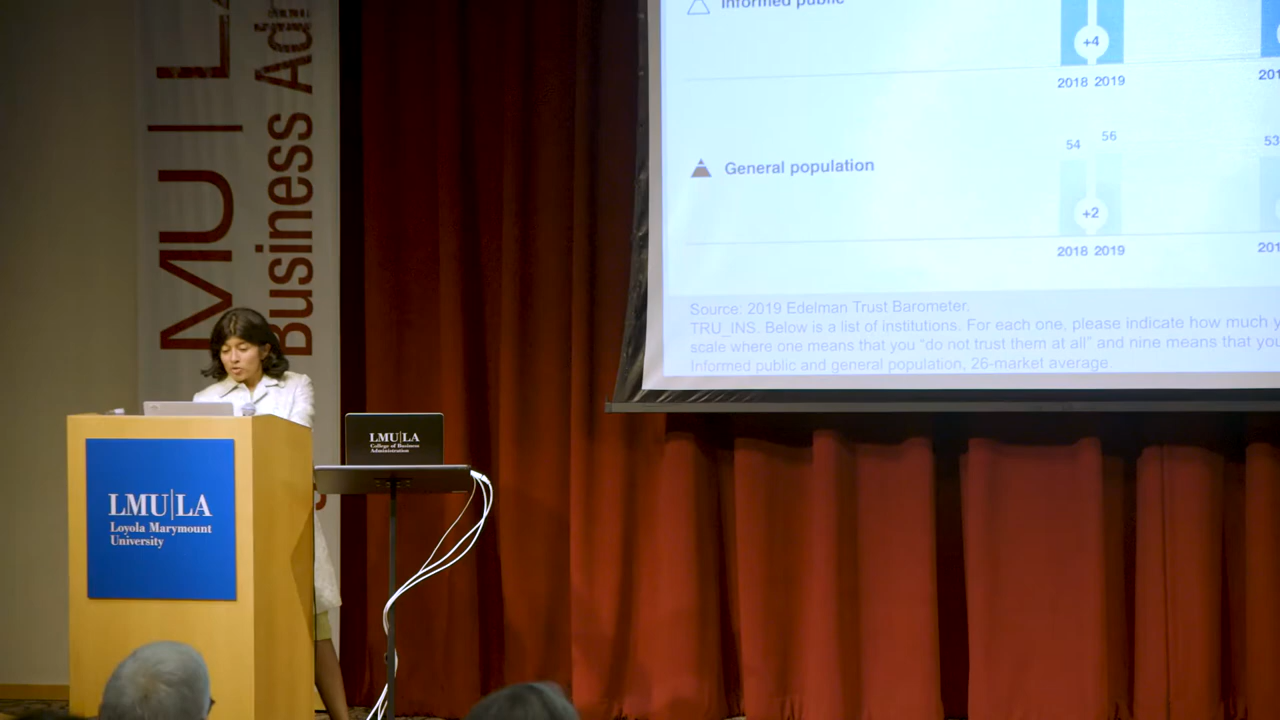 MU | LA
Business Ad
LMU|LA
Loyola Marymount
University
LMU|LA
College of Business
Administration
Informed public
+4
2018 2019
201
54 56
53
General population
+2
2018 2019
201
Source: 2019 Edelman Trust Barometer.
TRU_INS. Below is a list of institutions. For each one, please indicate how much y
scale where one means that you “do not trust them at all” and nine means that you
Informed public and general population, 26-market average.